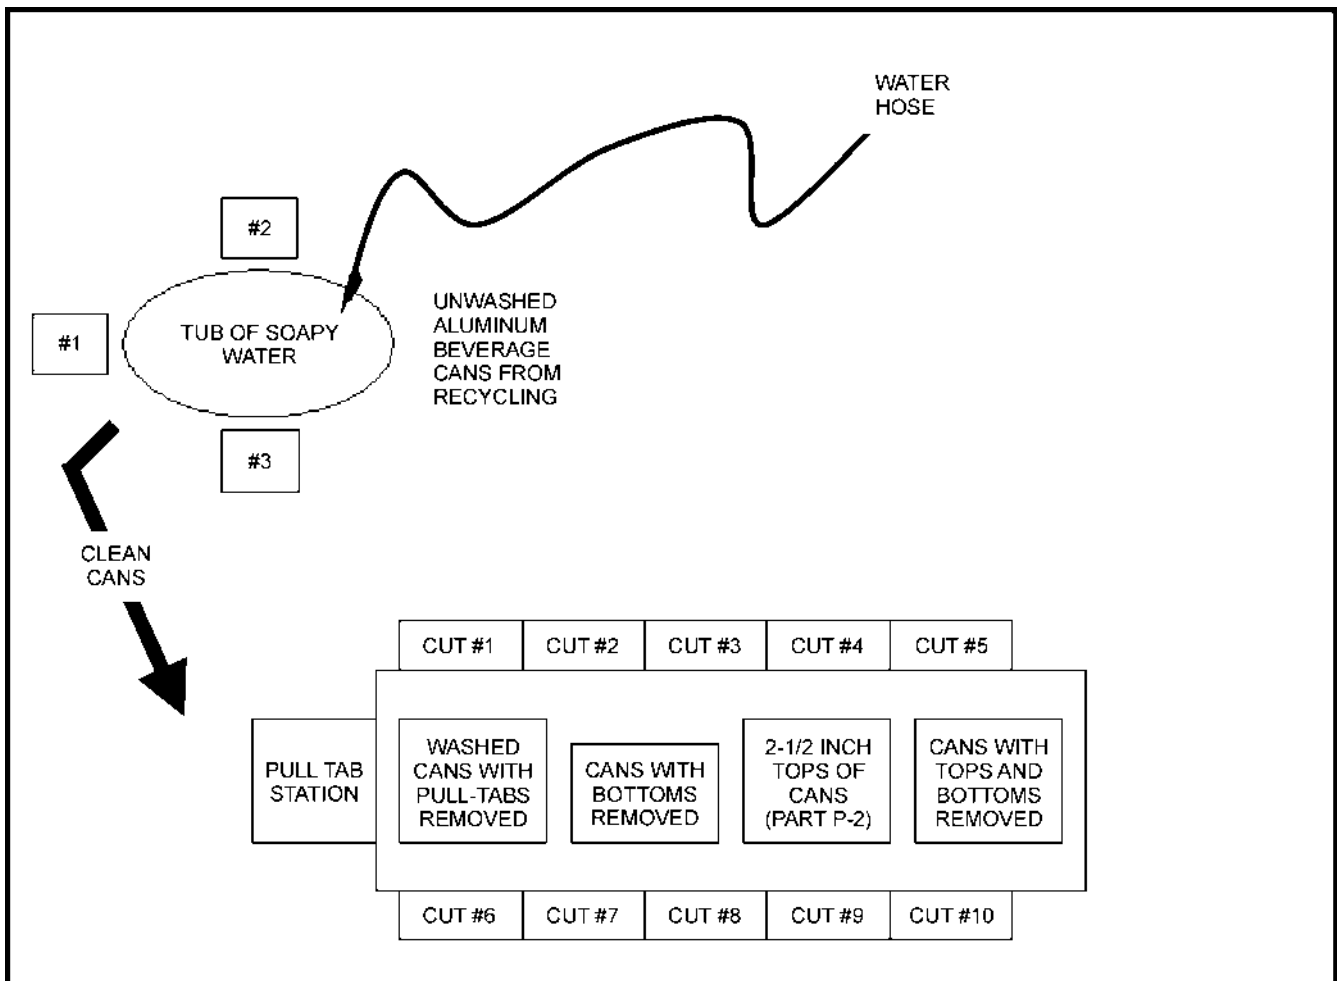 WATER
HOSE
#2
#1
TUB OF SOAPY
WATER
UNWASHED
ALUMINUM
BEVERAGE
CANS FROM
RECYCLING
#3
CLEAN
CANS
CUT #1
CUT #2
CUT #3
CUT #4
CUT #5
PULL TAB
STATION
WASHED
CANS WITH
PULL-TABS
REMOVED
CANS WITH
BOTTOMS
REMOVED
2-1/2 INCH
TOPS OF
CANS
(PART P-2)
CANS WITH
TOPS AND
BOTTOMS
REMOVED
CUT #6
CUT #7
CUT #8
CUT #9
CUT #10